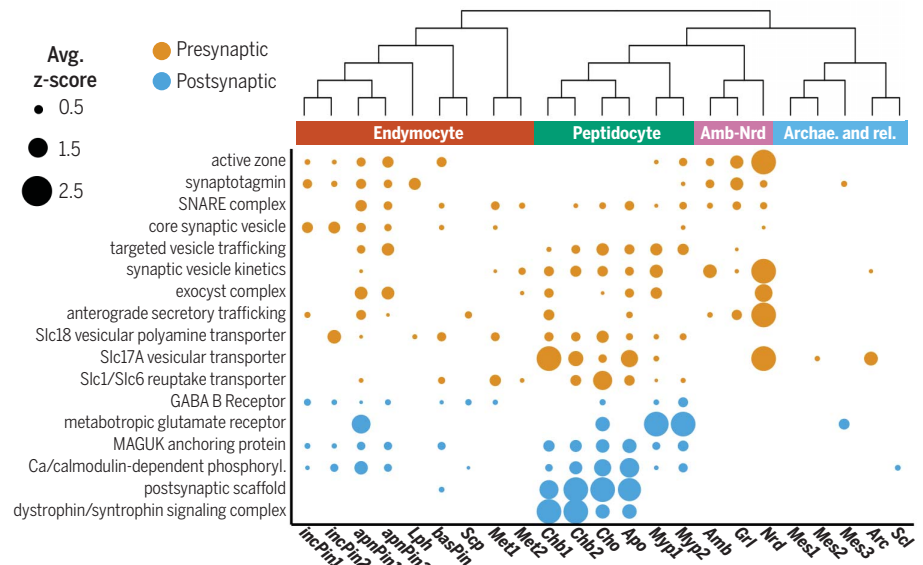 Avg.
z-score
0.5
1.5
2.5
Presynaptic
Postsynaptic
Endymocyte
Peptidocyte
Amb-Nrd
Archae. and rel.
active zone
synaptotagmin
SNARE complex
core synaptic vesicle
targeted vesicle trafficking
synaptic vesicle kinetics
exocyst complex
anterograde secretory trafficking
Slc18 vesicular polyamine transporter
Slc17A vesicular transporter
Slc1/Slc6 reuptake transporter
GABA B Receptor
metabotropic glutamate receptor
MAGUK anchoring protein
Ca/calmodulin-dependent phosphoryl.
postsynaptic scaffold
dystrophin/syntrophin signaling complex
incPin1
incPin2
Lph
basPin
Scp
Met1
Met2
Chb1
Chb2
Cho
Apo
Myp1
Myp2
Amb
Grl
Nrd
Mes1
Mes2
Mes3
Arc
Scl